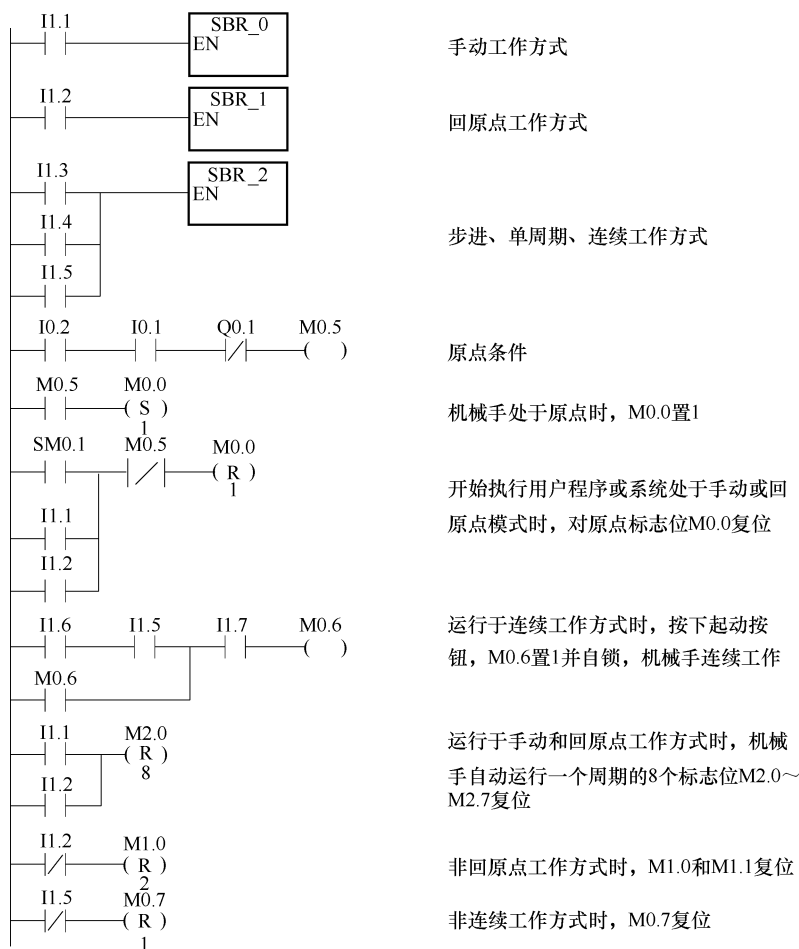 I1.1
SBR_0
EN
手动工作方式
I1.2
SBR_1
EN
回原点工作方式
I1.3
SBR_2
EN
I1.4
步进、单周期、连续工作方式
I1.5
I0.2 I0.1 Q0.1 M0.5
( )
原点条件
M0.5 M0.0
( S )
1
机械手处于原点时，M0.0置1
SM0.1 M0.5 M0.0
( R )
1
开始执行用户程序或系统处于手动或回
原点模式时，对原点标志位M0.0复位
I1.1
I1.2
I1.6 I1.5 I1.7 M0.6
( )
运行于连续工作方式时，按下起动按
钮，M0.6置1并自锁，机械手连续工作
M0.6
I1.1 M2.0
( R )
8
运行于手动和回原点工作方式时，机械
手自动运行一个周期的8个标志位M2.0～
M2.7复位
I1.2
I1.2 M1.0
( R )
2
非回原点工作方式时，M1.0和M1.1复位
I1.5 M0.7
( R )
1
非连续工作方式时，M0.7复位